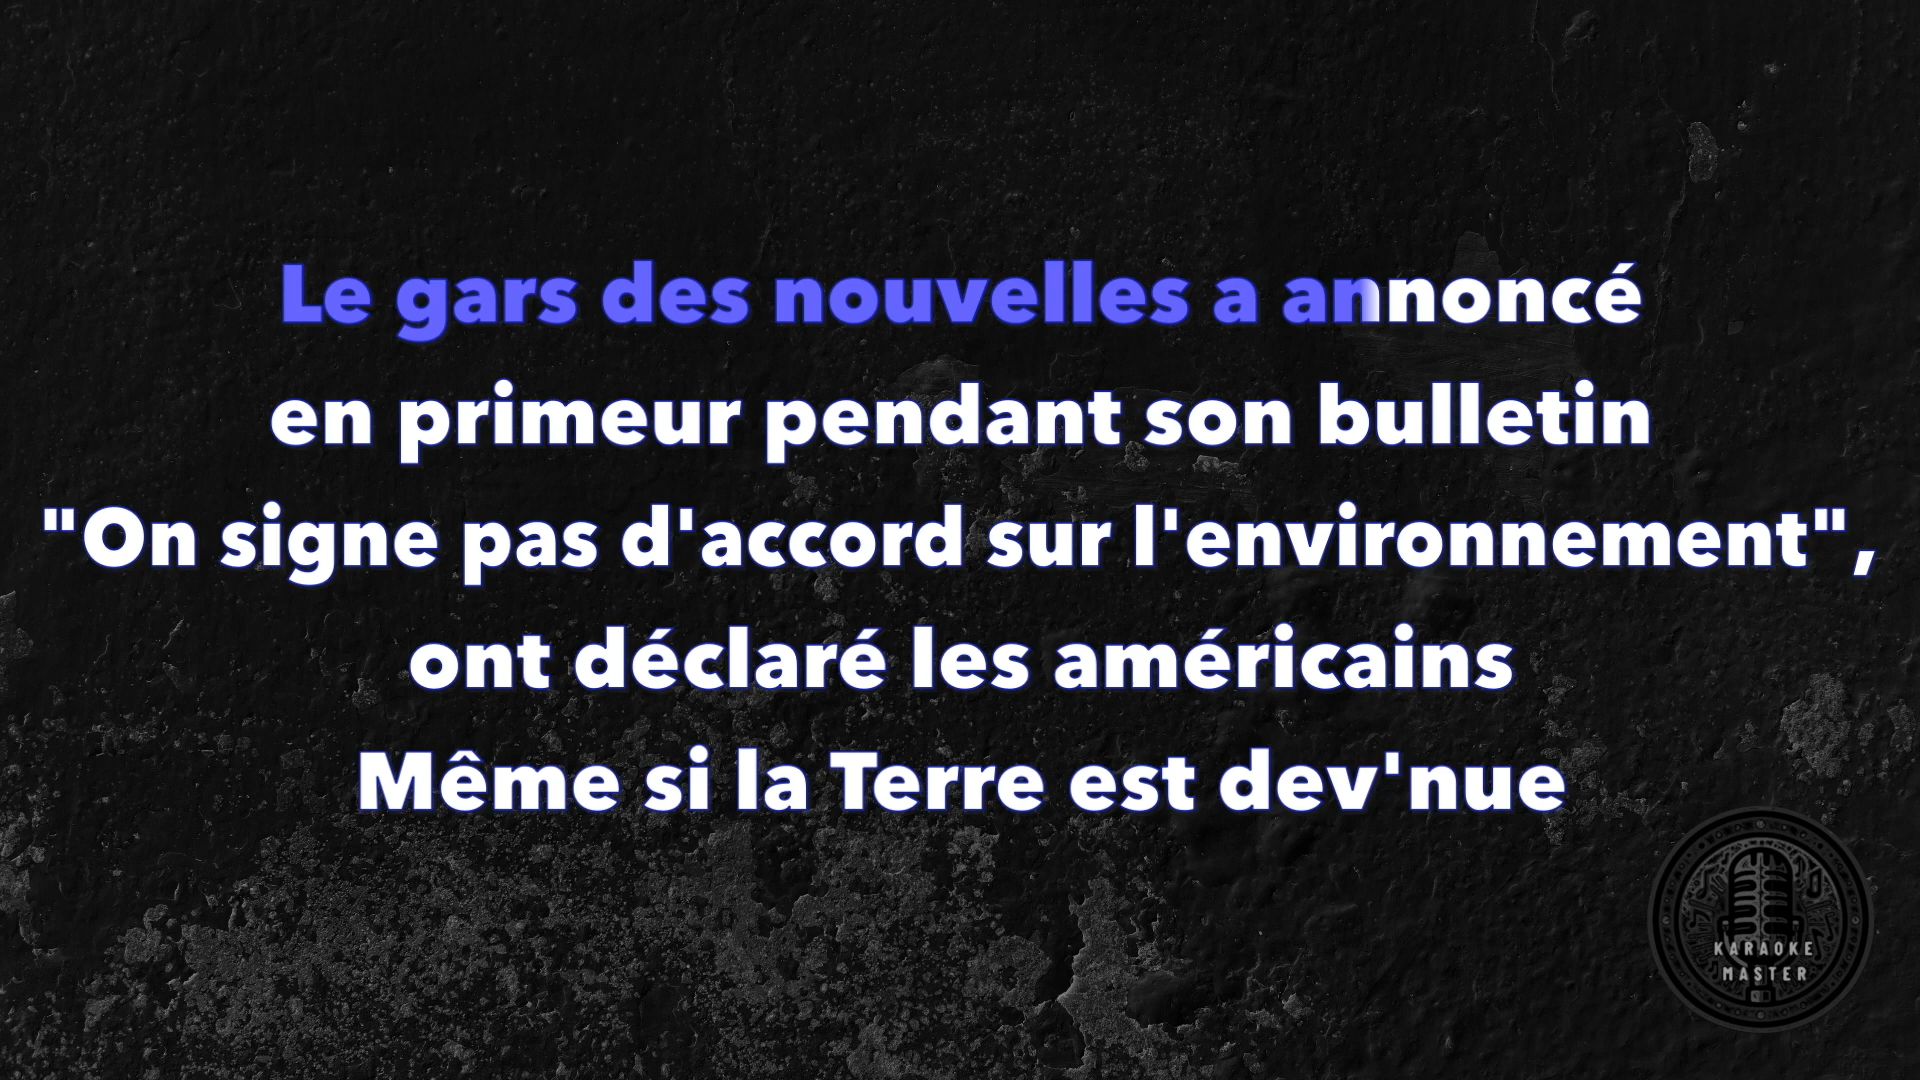 Le gars des nouvelles a annoncé
en primeur pendant son bulletin
"On signe pas d'accord sur l'environnement",
ont déclaré les américains
Même si la Terre est dev'nue
KARAOKE
MASTER